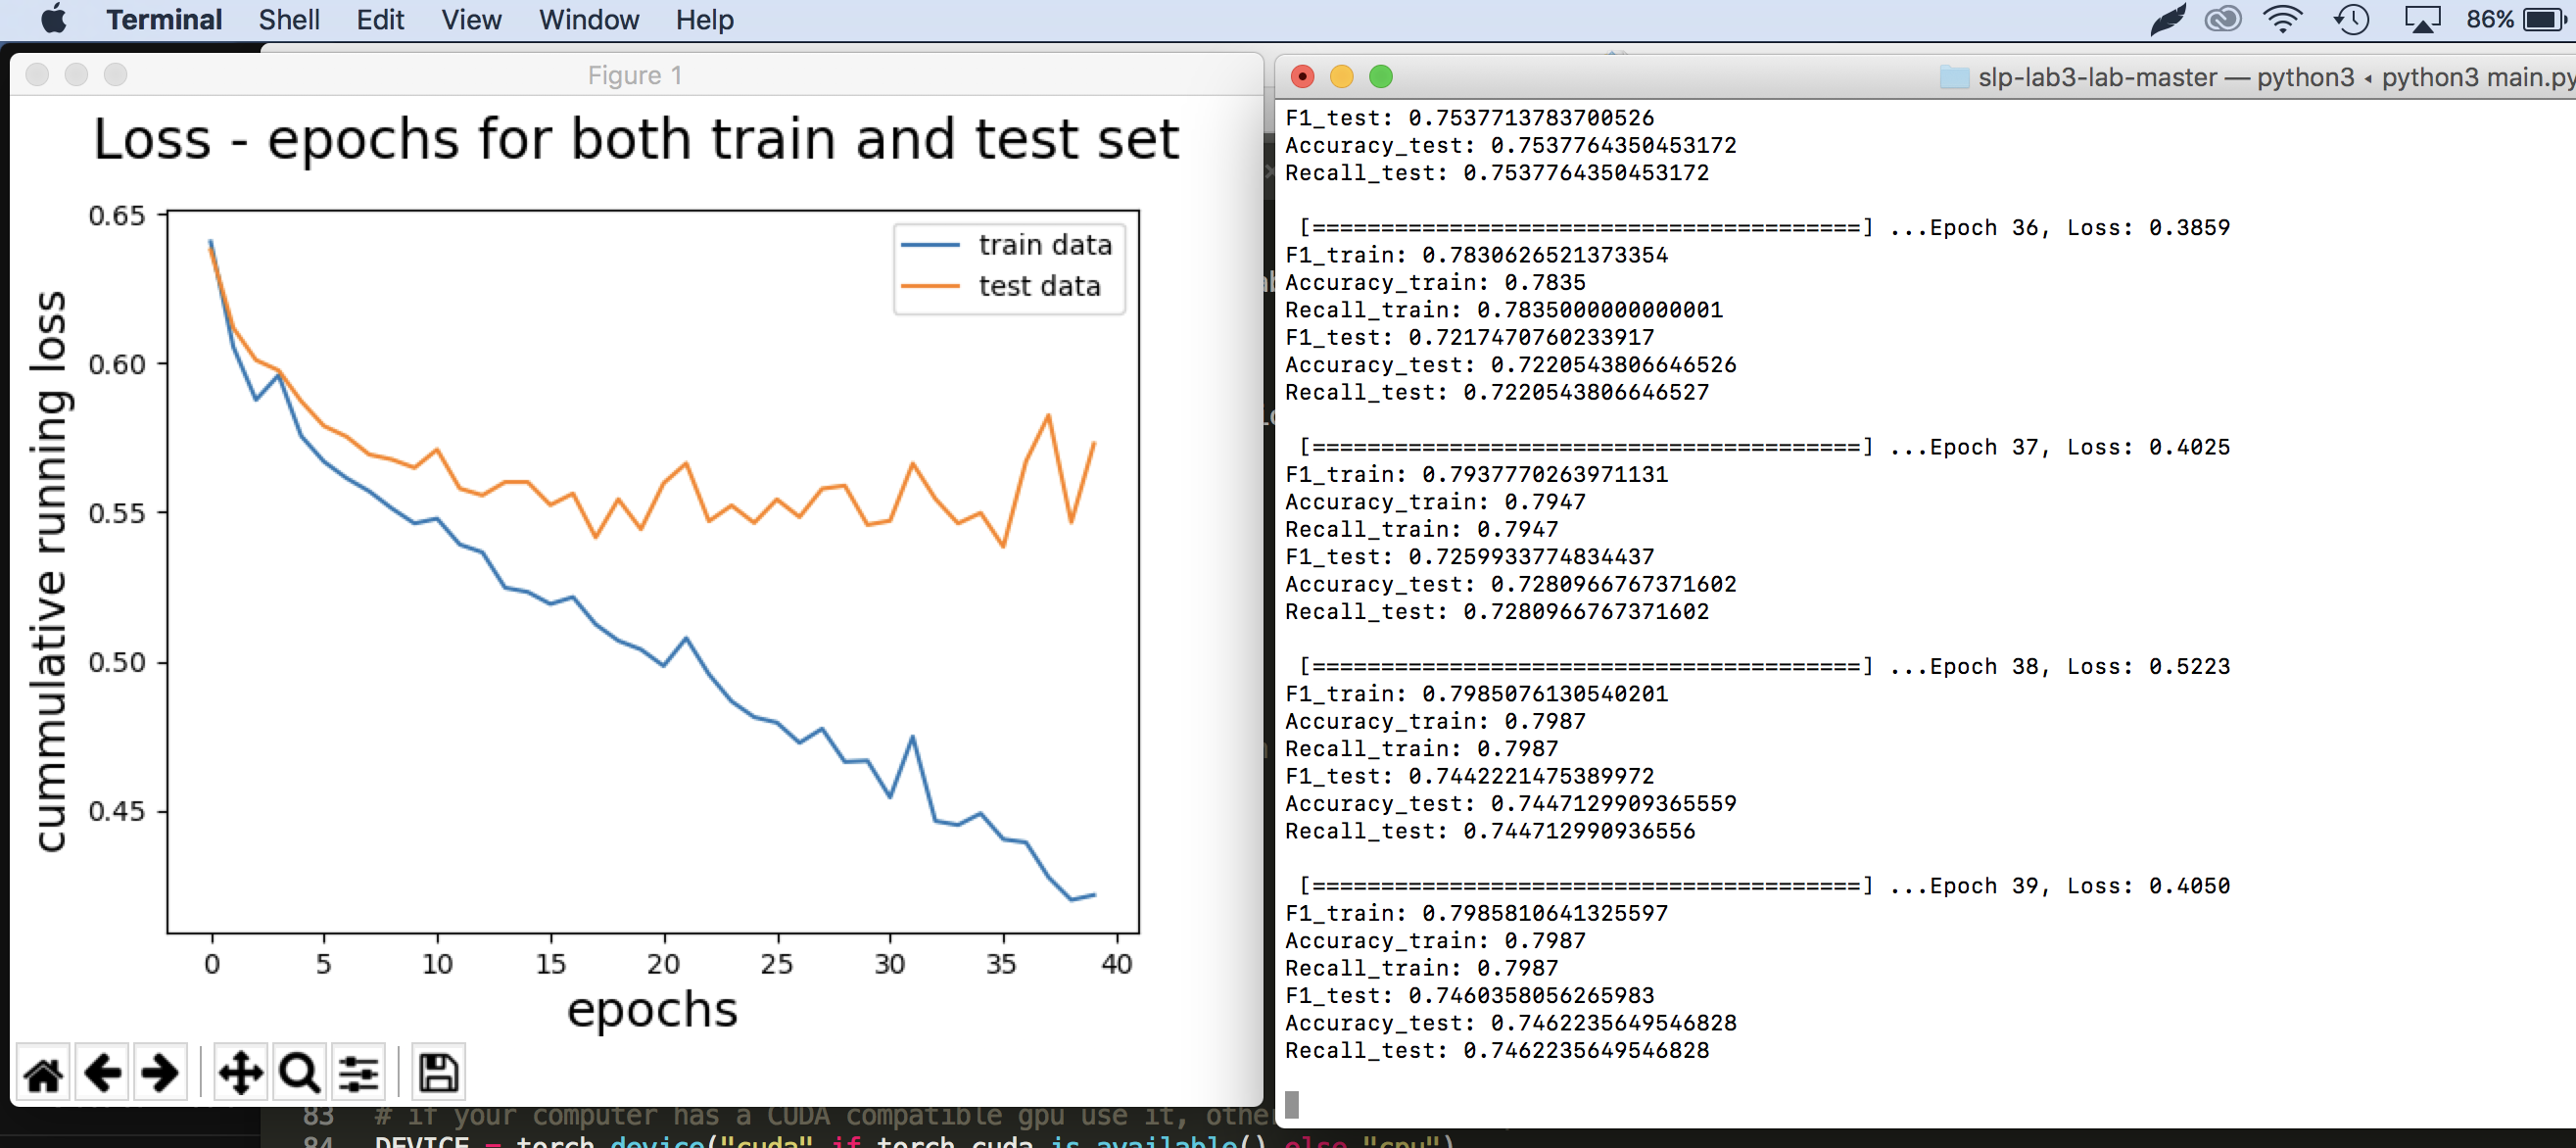 Terminal Shell Edit View Window Help 86%
Figure 1
Loss - epochs for both train and test set
0.65
0.60
0.55
0.50
0.45
cummulative running loss
train data
test data
0 5 10 15 20 25 30 35 40
epochs
83 # if your computer has a CUDA compatible gpu use it,
84 DEVICE = torch.device("cuda" if torch.cuda.is_available() else "cpu")
slp-lab3-lab-master — python3 ◂ python3 main.py
F1_test: 0.7537713783700526
Accuracy_test: 0.7537764350453172
Recall_test: 0.7537764350453172
[========================================] ...Epoch 36, Loss: 0.3859
F1_train: 0.7830626521373354
Accuracy_train: 0.7835
Recall_train: 0.7835000000000001
F1_test: 0.7217470760233917
Accuracy_test: 0.7220543806646526
Recall_test: 0.7220543806646527
[========================================] ...Epoch 37, Loss: 0.4025
F1_train: 0.7937770263971131
Accuracy_train: 0.7947
Recall_train: 0.7947
F1_test: 0.7259933774834437
Accuracy_test: 0.7280966767371602
Recall_test: 0.7280966767371602
[========================================] ...Epoch 38, Loss: 0.5223
F1_train: 0.7985076130540201
Accuracy_train: 0.7987
Recall_train: 0.7987
F1_test: 0.7442221475389972
Accuracy_test: 0.7447129909365559
Recall_test: 0.744712990936556
[========================================] ...Epoch 39, Loss: 0.4050
F1_train: 0.7985810641325597
Accuracy_train: 0.7987
Recall_train: 0.7987
F1_test: 0.7460358056265983
Accuracy_test: 0.7462235649546828
Recall_test: 0.7462235649546828